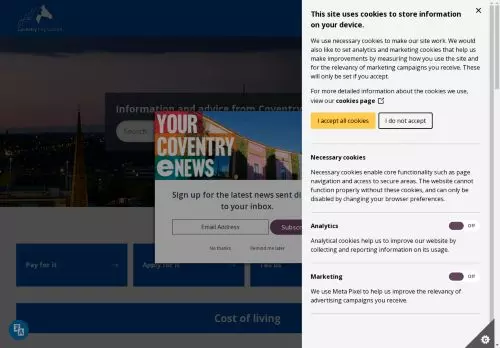 Coventry City Council
Information and advice from Coventry
Search
YOUR
COVENTRY
eNEWS
Sign up for the latest news sent di
to your inbox.
Email Address
Subsc
No thanks
Remind me later
Pay for it
Apply for it
Tell us
Cost of living
This site uses cookies to store information
on your device.
We use necessary cookies to make our site work. We would
also like to set analytics and marketing cookies that help us
make improvements by measuring how you use the site and
for the relevancy of marketing campaigns you receive. These
will only be set if you accept.
For more detailed information about the cookies we use,
view our cookies page
I accept all cookies
I do not accept
Necessary cookies
Necessary cookies enable core functionality such as page
navigation and access to secure areas. The website cannot
function properly without these cookies, and can only be
disabled by changing your browser preferences.
Analytics
Off
Analytical cookies help us to improve our website by
collecting and reporting information on its usage.
Marketing
Off
We use Meta Pixel to help us improve the relevancy of
advertising campaigns you receive.